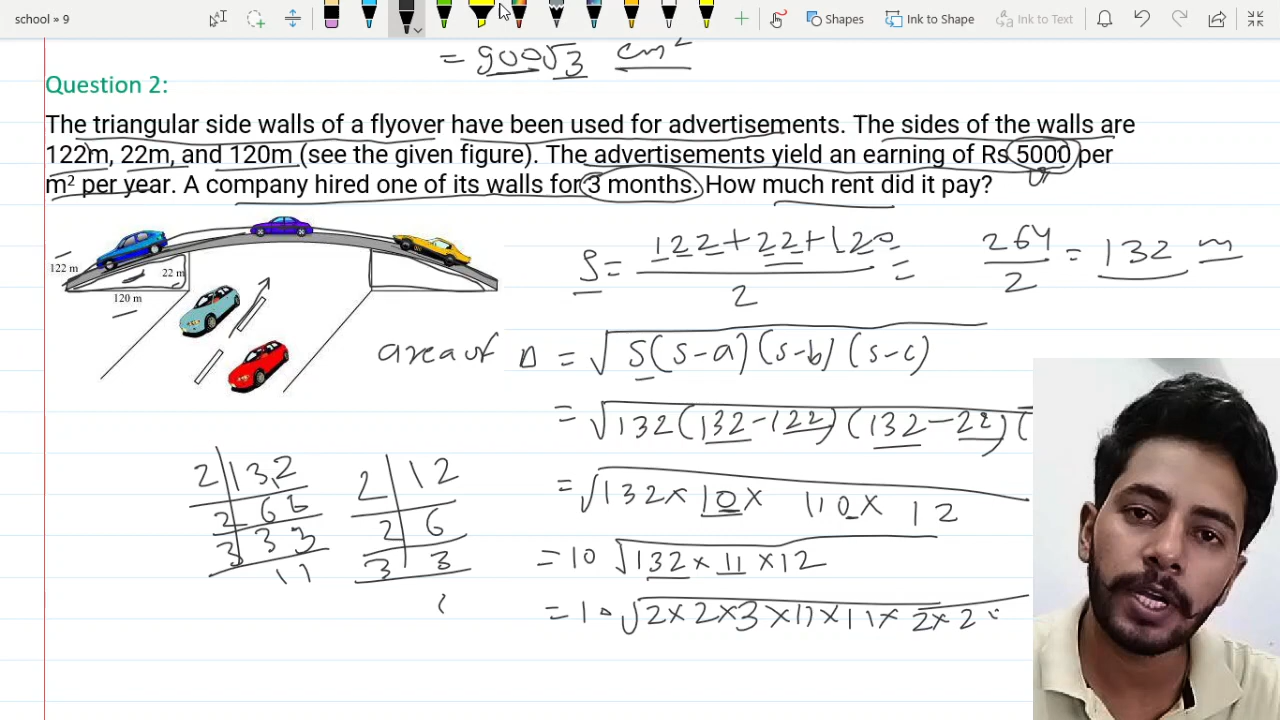 school » 9
Shapes
Ink to Shape
Ink to Text
= 900√3 cm²
Question 2:
The triangular side walls of a flyover have been used for advertisements. The sides of the walls are
122m, 22m, and 120m (see the given figure). The advertisements yield an earning of Rs 5000 per
m² per year. A company hired one of its walls for 3 months. How much rent did it pay?
122 m
22 m
120 m
S = 122+22+120 / 2 = 264 / 2 = 132 m
area of Δ = √S(s-a)(s-b)(s-c)
= √132(132-122)(132-22)(
= √132 × 10 × 110 × 12
= 10 √132 × 11 × 12
= 10 √2×2×3×11×11×2×2
2 | 132
2 | 66
3 | 33
11
2 | 12
2 | 6
3 | 3